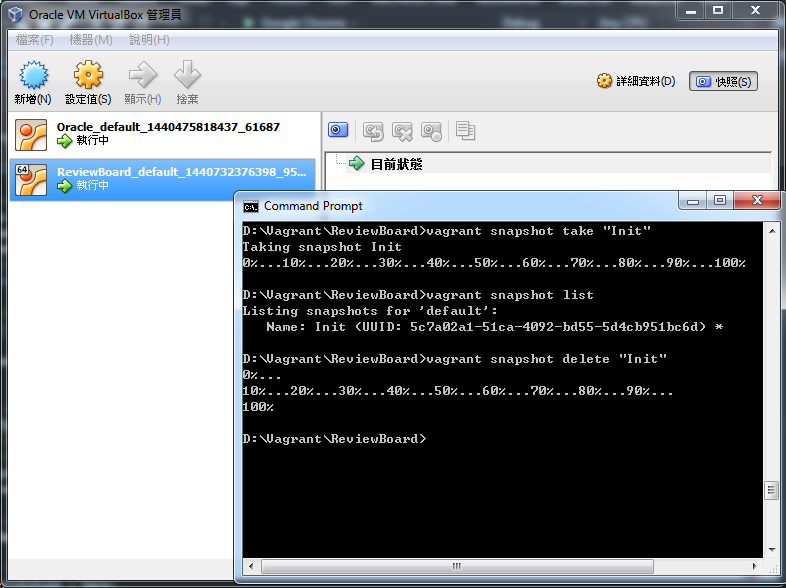 Oracle VM VirtualBox 管理員
檔案(F) 機器(M) 說明(H)
新增(N) 設定值(S) 顯示(H) 捨棄
詳細資料(D) 快照(S)
Oracle_default_1440475818437_61687
執行中
64
ReviewBoard_default_1440732376398_95...
執行中
目前狀態
C:\. Command Prompt
D:\Vagrant\ReviewBoard>vagrant snapshot take "Init"
Taking snapshot Init
0%...10%...20%...30%...40%...50%...60%...70%...80%...90%...100%
D:\Vagrant\ReviewBoard>vagrant snapshot list
Listing snapshots for 'default':
Name: Init (UUID: 5c7a02a1-51ca-4092-bd55-5d4cb951bc6d) *
D:\Vagrant\ReviewBoard>vagrant snapshot delete "Init"
0%...
10%...20%...30%...40%...50%...60%...70%...80%...90%...
100%
D:\Vagrant\ReviewBoard>